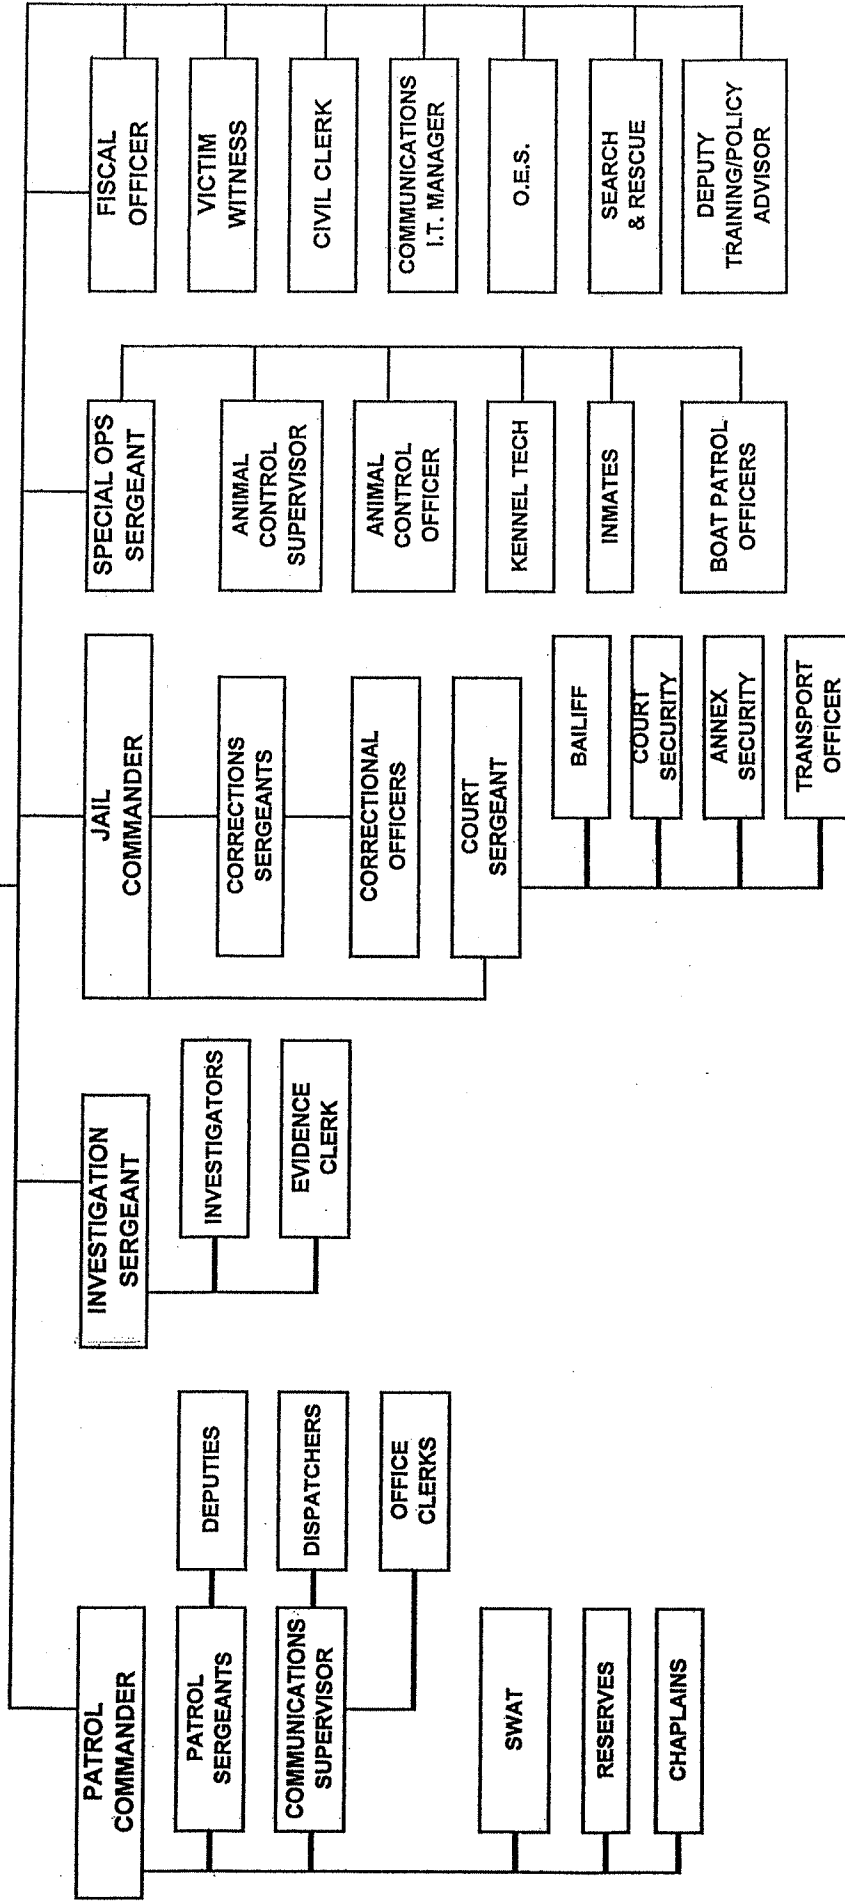 PATROL
COMMANDER
PATROL
SERGEANTS
DEPUTIES
COMMUNICATIONS
SUPERVISOR
DISPATCHERS
OFFICE
CLERKS
SWAT
RESERVES
CHAPLAINS
INVESTIGATION
SERGEANT
INVESTIGATORS
EVIDENCE
CLERK
JAIL
COMMANDER
CORRECTIONS
SERGEANTS
CORRECTIONAL
OFFICERS
COURT
SERGEANT
BAILIFF
COURT
SECURITY
ANNEX
SECURITY
TRANSPORT
OFFICER
SPECIAL OPS
SERGEANT
ANIMAL
CONTROL
SUPERVISOR
ANIMAL
CONTROL
OFFICER
KENNEL TECH
INMATES
BOAT PATROL
OFFICERS
FISCAL
OFFICER
VICTIM
WITNESS
CIVIL CLERK
COMMUNICATIONS
I.T. MANAGER
O.E.S.
SEARCH
& RESCUE
DEPUTY
TRAINING/POLICY
ADVISOR